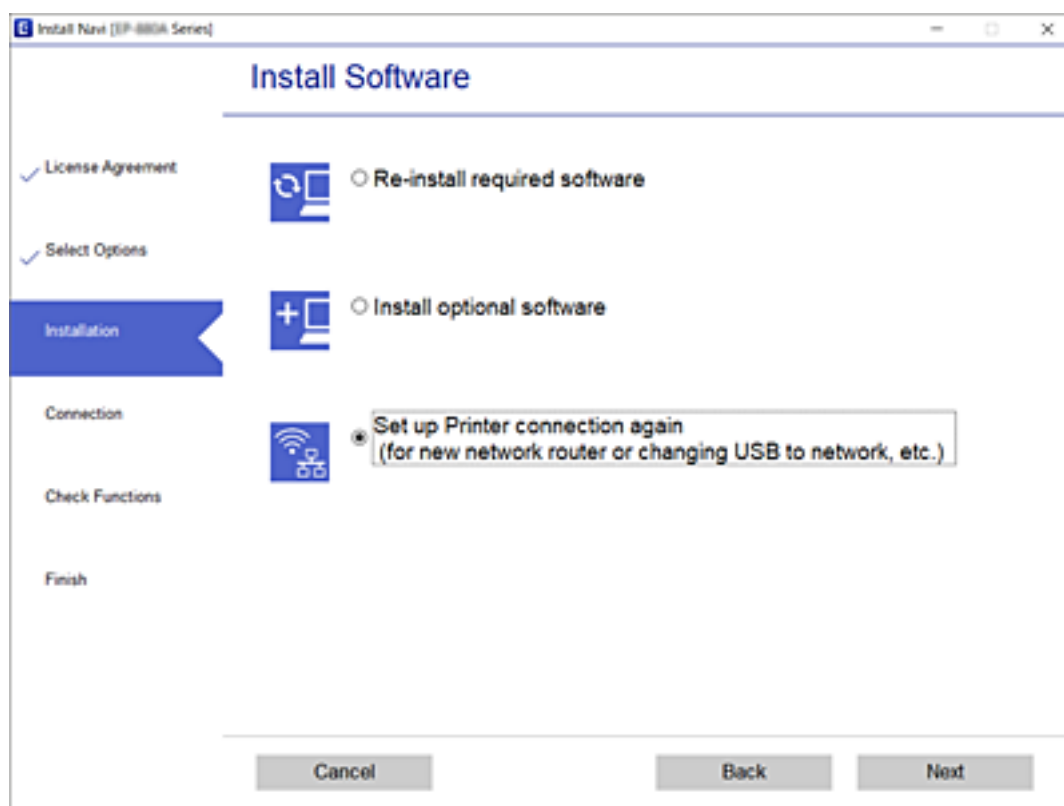 Install Navi [EP-880A Series]
Install Software
License Agreement
Select Options
Installation
Connection
Check Functions
Finish
Re-install required software
Install optional software
Set up Printer connection again
(for new network router or changing USB to network, etc.)
Cancel
Back
Next